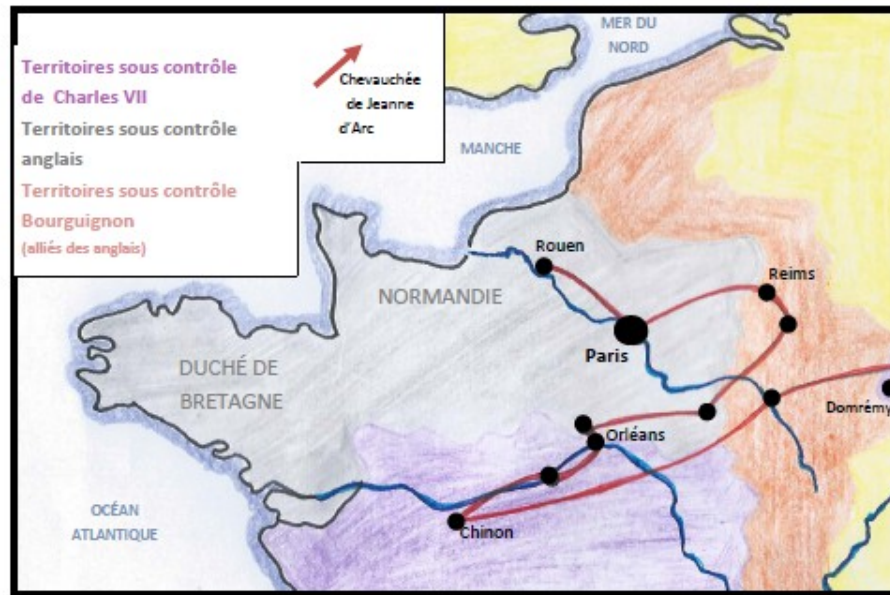 Territoires sous contrôle
de Charles VII
Territoires sous contrôle
anglais
Territoires sous contrôle
Bourguignon
(alliés des anglais)
Chevauchée
de Jeanne
d'Arc
MER DU
NORD
MANCHE
Rouen
Reims
NORMANDIE
Paris
DUCHÉ DE
BRETAGNE
Domrémy
Orléans
OCÉAN
ATLANTIQUE
Chinon